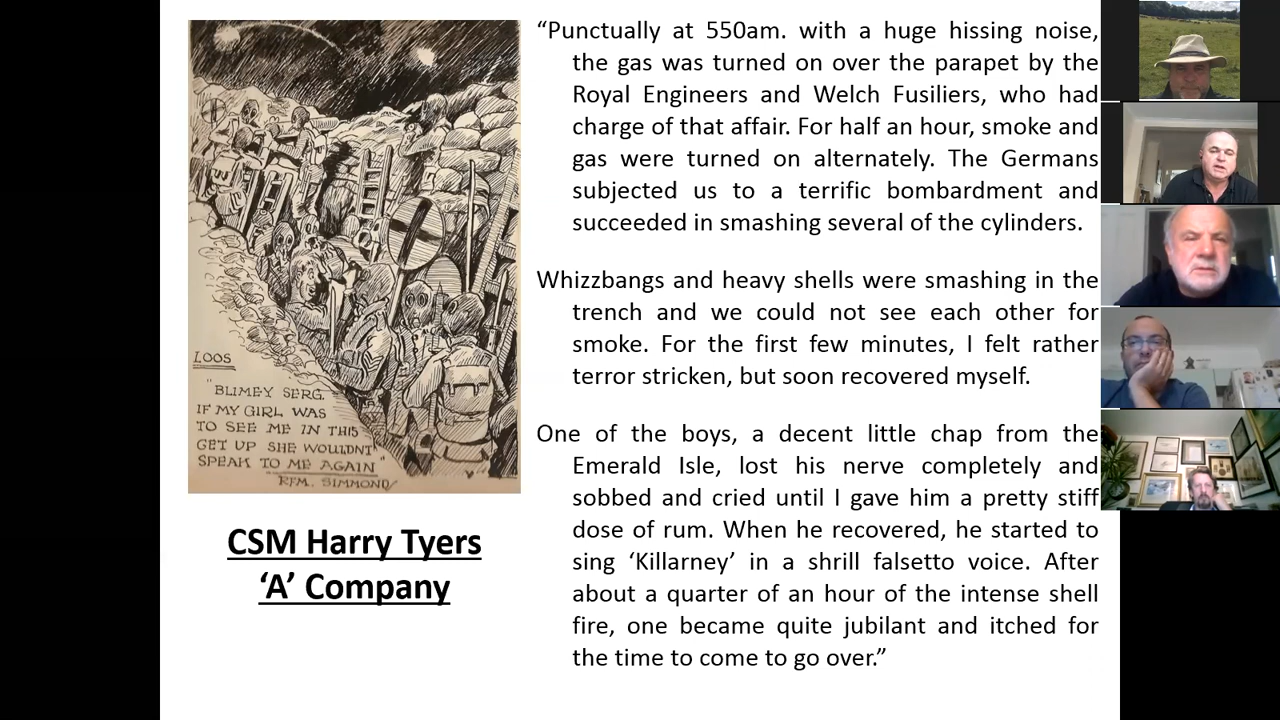 “Punctually at 550am. with a huge hissing noise,
the gas was turned on over the parapet by the
Royal Engineers and Welch Fusiliers, who had
charge of that affair. For half an hour, smoke and
gas were turned on alternately. The Germans
subjected us to a terrific bombardment and
succeeded in smashing several of the cylinders.
Whizzbangs and heavy shells were smashing in the
trench and we could not see each other for
smoke. For the first few minutes, I felt rather
terror stricken, but soon recovered myself.
One of the boys, a decent little chap from the
Emerald Isle, lost his nerve completely and
sobbed and cried until I gave him a pretty stiff
dose of rum. When he recovered, he started to
sing ‘Killarney’ in a shrill falsetto voice. After
about a quarter of an hour of the intense shell
fire, one became quite jubilant and itched for
the time to come to go over.”
LOOS
"BLIMEY SERG.
IF MY GIRL WAS
TO SEE ME IN THIS
GET UP SHE WOULDNT
SPEAK TO ME AGAIN"
RFM. SIMMONDS
CSM Harry Tyers
‘A’ Company